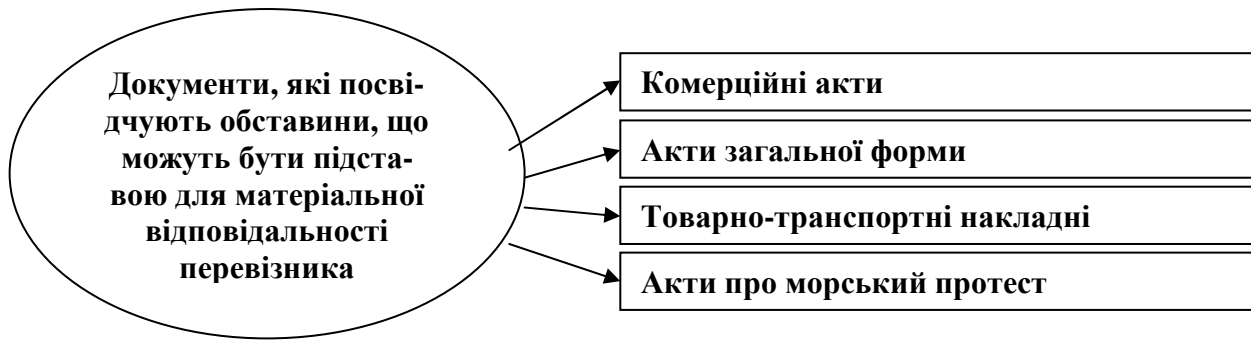 Документи, які посві-
дчують обставини, що
можуть бути підста-
вою для матеріальної
відповідальності
перевізника
Комерційні акти
Акти загальної форми
Товарно-транспортні накладні
Акти про морський протест